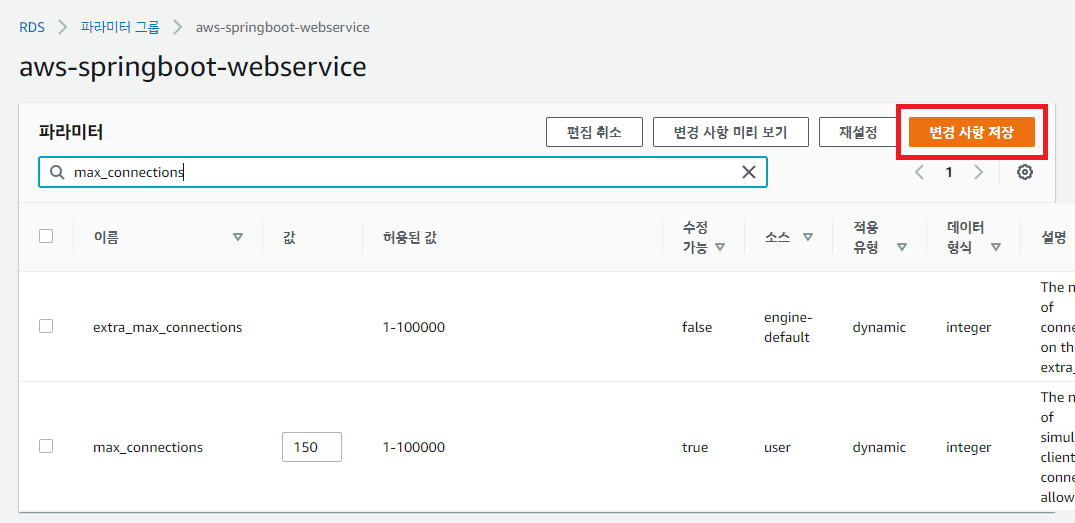 RDS 파라미터 그룹 aws-springboot-webservice
aws-springboot-webservice
파라미터
편집 취소 변경 사항 미리 보기 재설정 변경 사항 저장
max_connections
1
이름 값 허용된 값 수정 가능 소스 적용 유형 데이터 형식 설명
extra_max_connections 1-100000 false engine-default dynamic integer
The n
of
conne
on th
extra_
max_connections 150 1-100000 true user dynamic integer
The n
of
simul
client
conne
allow